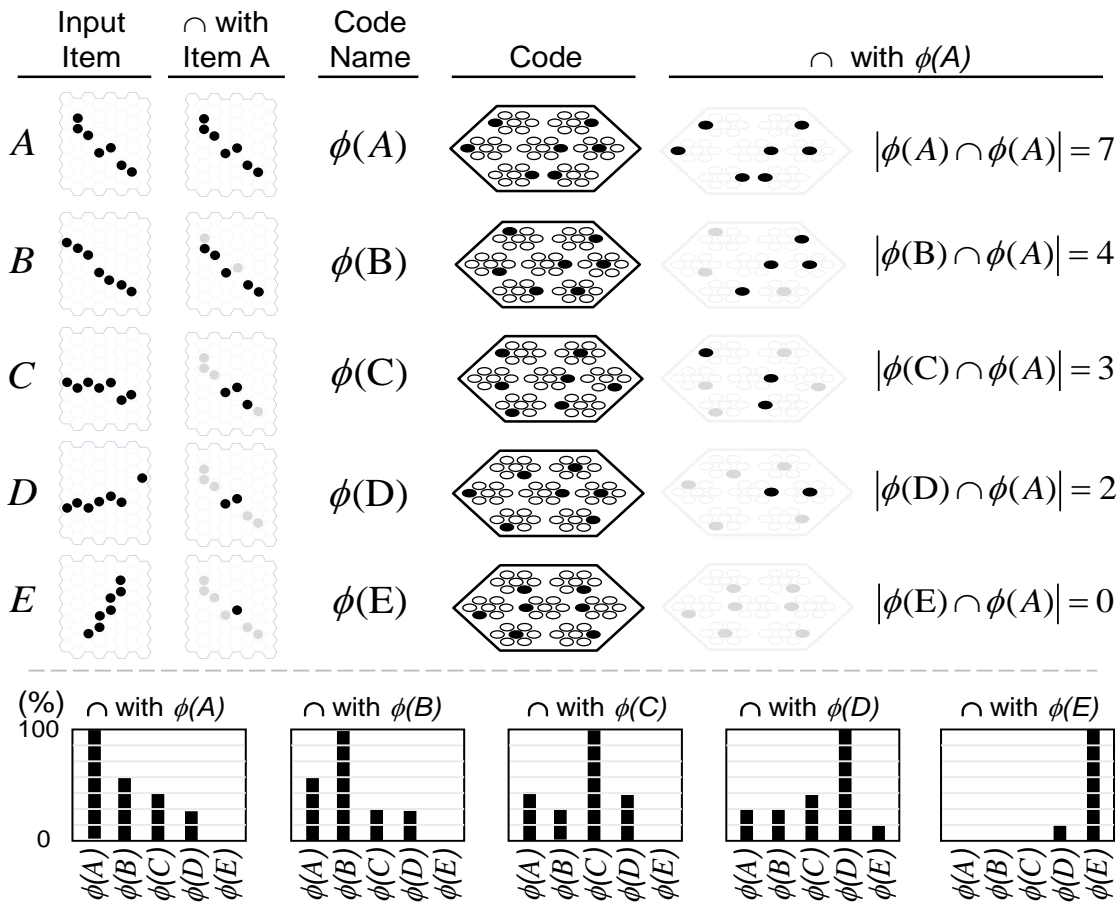 Input Item
∩ with Item A
Code Name
Code
∩ with ϕ(A)
A
ϕ(A)
|ϕ(A) ∩ ϕ(A)| = 7
B
ϕ(B)
|ϕ(B) ∩ ϕ(A)| = 4
C
ϕ(C)
|ϕ(C) ∩ ϕ(A)| = 3
D
ϕ(D)
|ϕ(D) ∩ ϕ(A)| = 2
E
ϕ(E)
|ϕ(E) ∩ ϕ(A)| = 0
(%)
100
0
∩ with ϕ(A)
ϕ(A) ϕ(B) ϕ(C) ϕ(D) ϕ(E)
∩ with ϕ(B)
ϕ(A) ϕ(B) ϕ(C) ϕ(D) ϕ(E)
∩ with ϕ(C)
ϕ(A) ϕ(B) ϕ(C) ϕ(D) ϕ(E)
∩ with ϕ(D)
ϕ(A) ϕ(B) ϕ(C) ϕ(D) ϕ(E)
∩ with ϕ(E)
ϕ(A) ϕ(B) ϕ(C) ϕ(D) ϕ(E)